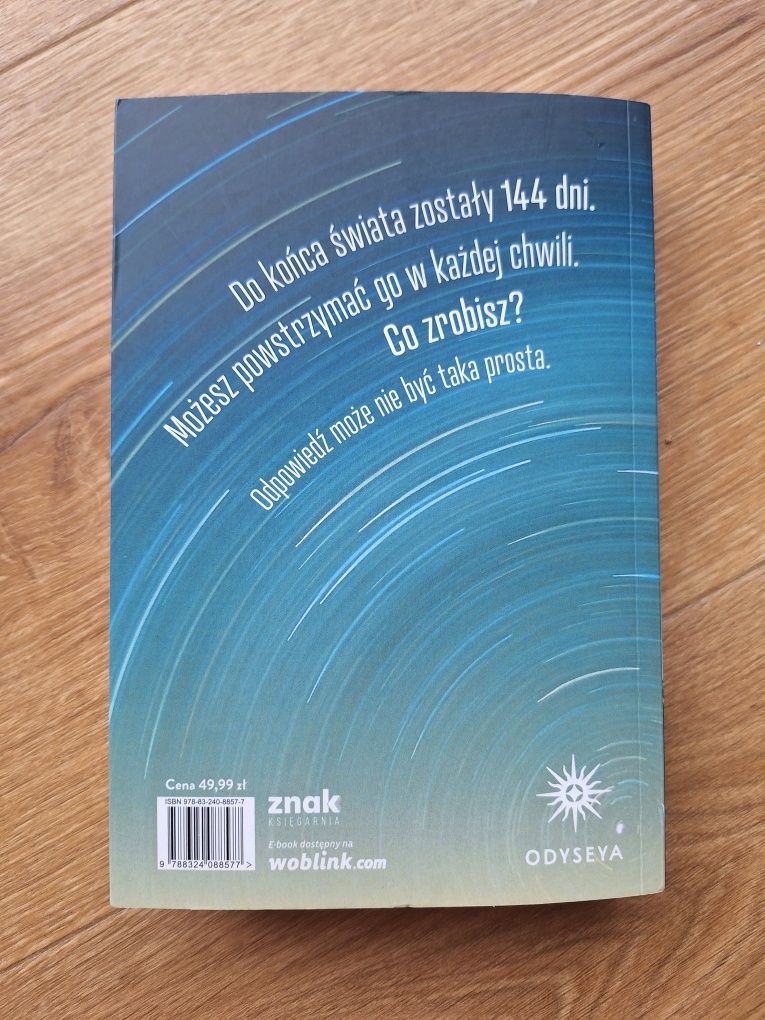 Do końca świata zostały 144 dni.
Możesz powstrzymać go w każdej chwili.
Co zrobisz?
Odpowiedź może nie być taka prosta.
Cena 49,99 zł
ISBN 978-83-240-8857-7
9 788324 088577 >
znak
KSIĘGARNIA
E-book dostępny na
woblink.com
ODYSEYA